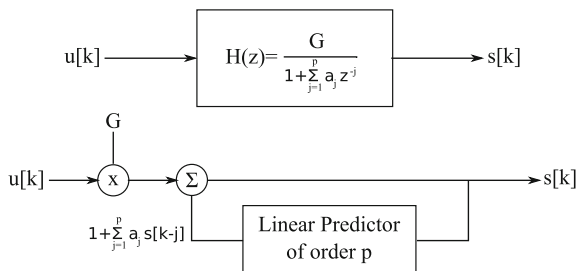 u[k]
H(z)= G / 1+Σ_{j=1}^{p} a_j z^{-j}
s[k]
G
u[k]
x
Σ
s[k]
1+Σ_{j=1}^{p} a_j s[k-j]
Linear Predictor
of order p